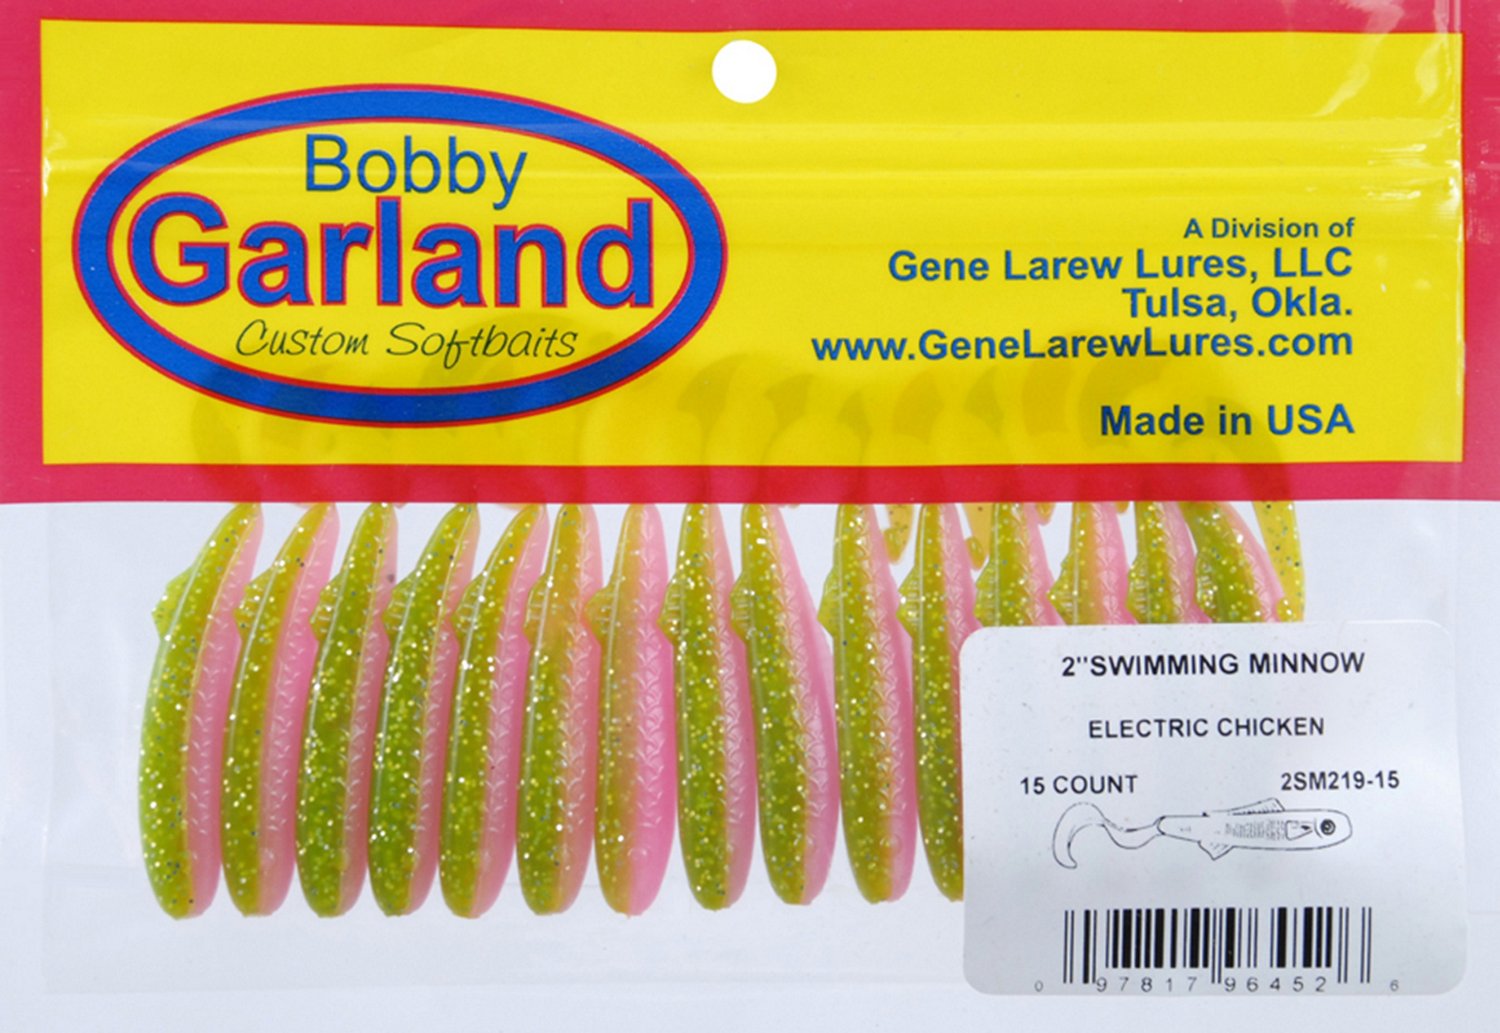 Bobby
Garland
Custom Softbaits
A Division of
Gene Larew Lures, LLC
Tulsa, Okla.
www.GeneLarewLures.com
Made in USA
2"SWIMMING MINNOW
ELECTRIC CHICKEN
15 COUNT 2SM219-15
0 97817 96452 6